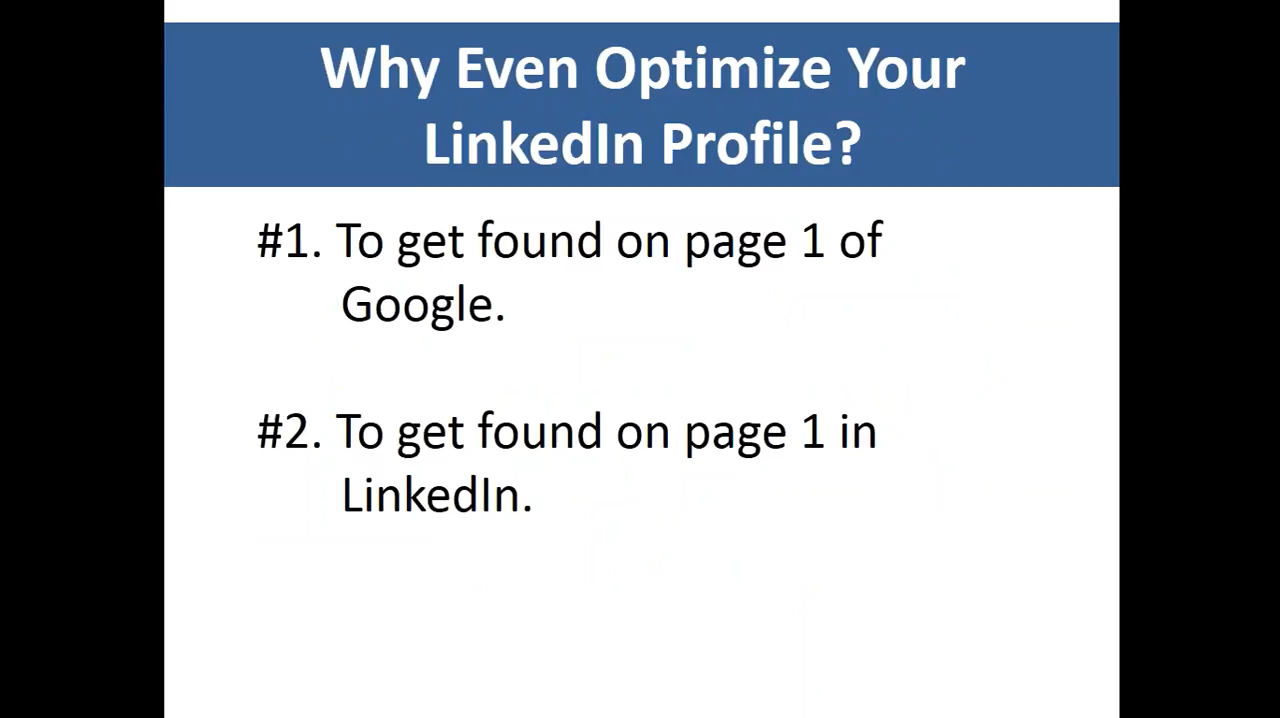 Why Even Optimize Your
LinkedIn Profile?
#1. To get found on page 1 of
Google.
#2. To get found on page 1 in
LinkedIn.